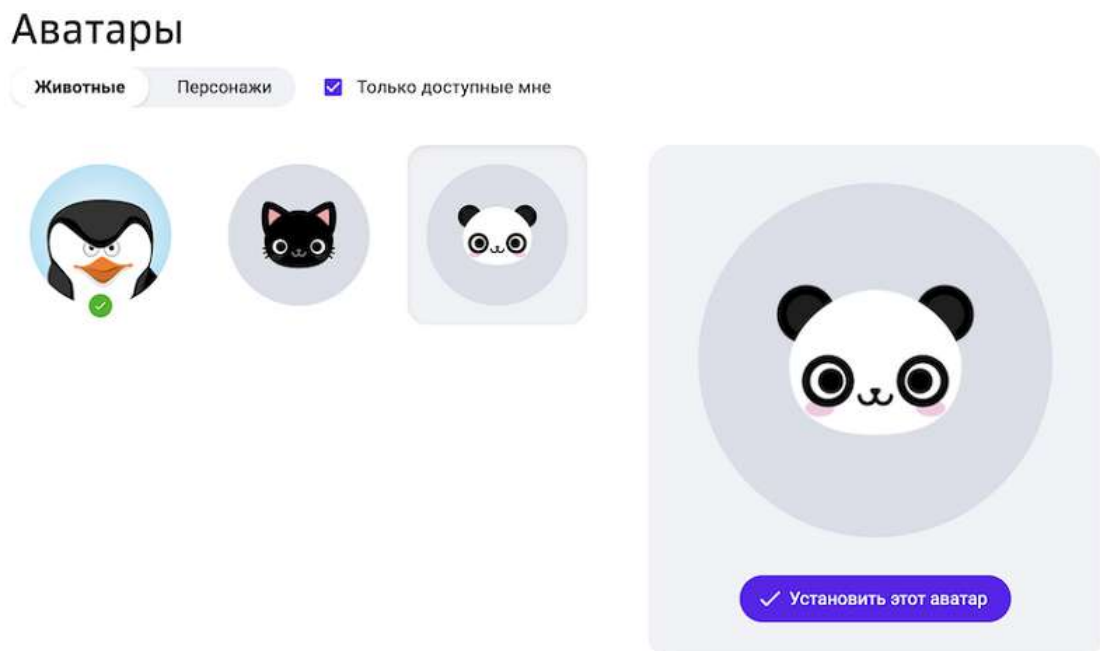 Аватары
Животные Персонажи Только доступные мне
Установить этот аватар